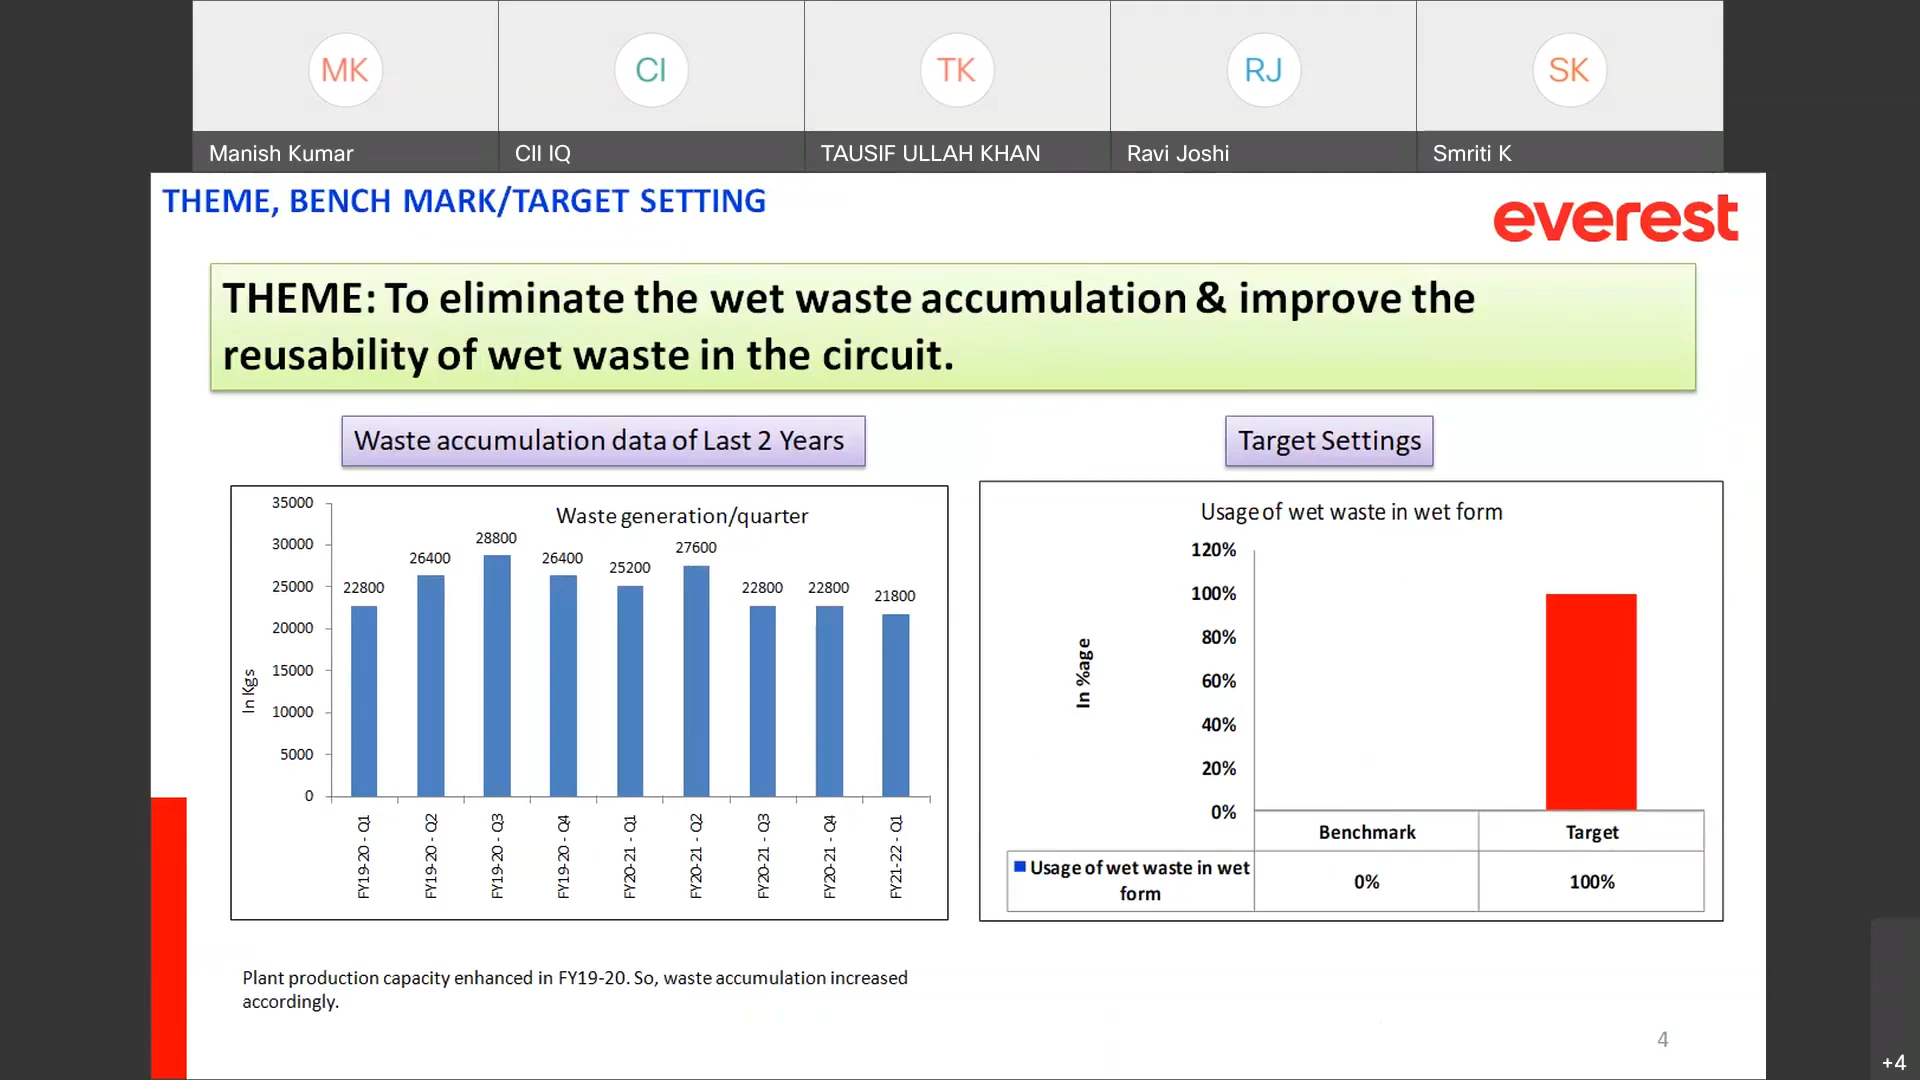 MK
CI
TK
RJ
SK
Manish Kumar
CII IQ
TAUSIF ULLAH KHAN
Ravi Joshi
Smriti K
THEME, BENCH MARK/TARGET SETTING
everest
THEME: To eliminate the wet waste accumulation & improve the
reusability of wet waste in the circuit.
Waste accumulation data of Last 2 Years
Waste generation/quarter
In Kgs
35000
30000
25000
20000
15000
10000
5000
0
22800
26400
28800
26400
25200
27600
22800
22800
21800
FY19-20 - Q1
FY19-20 - Q2
FY19-20 - Q3
FY19-20 - Q4
FY20-21 - Q1
FY20-21 - Q2
FY20-21 - Q3
FY20-21 - Q4
FY21-22 - Q1
Target Settings
Usage of wet waste in wet form
In %age
120%
100%
80%
60%
40%
20%
0%
Benchmark
Target
Usage of wet waste in wet
form
0%
100%
Plant production capacity enhanced in FY19-20. So, waste accumulation increased
accordingly.
4
+4